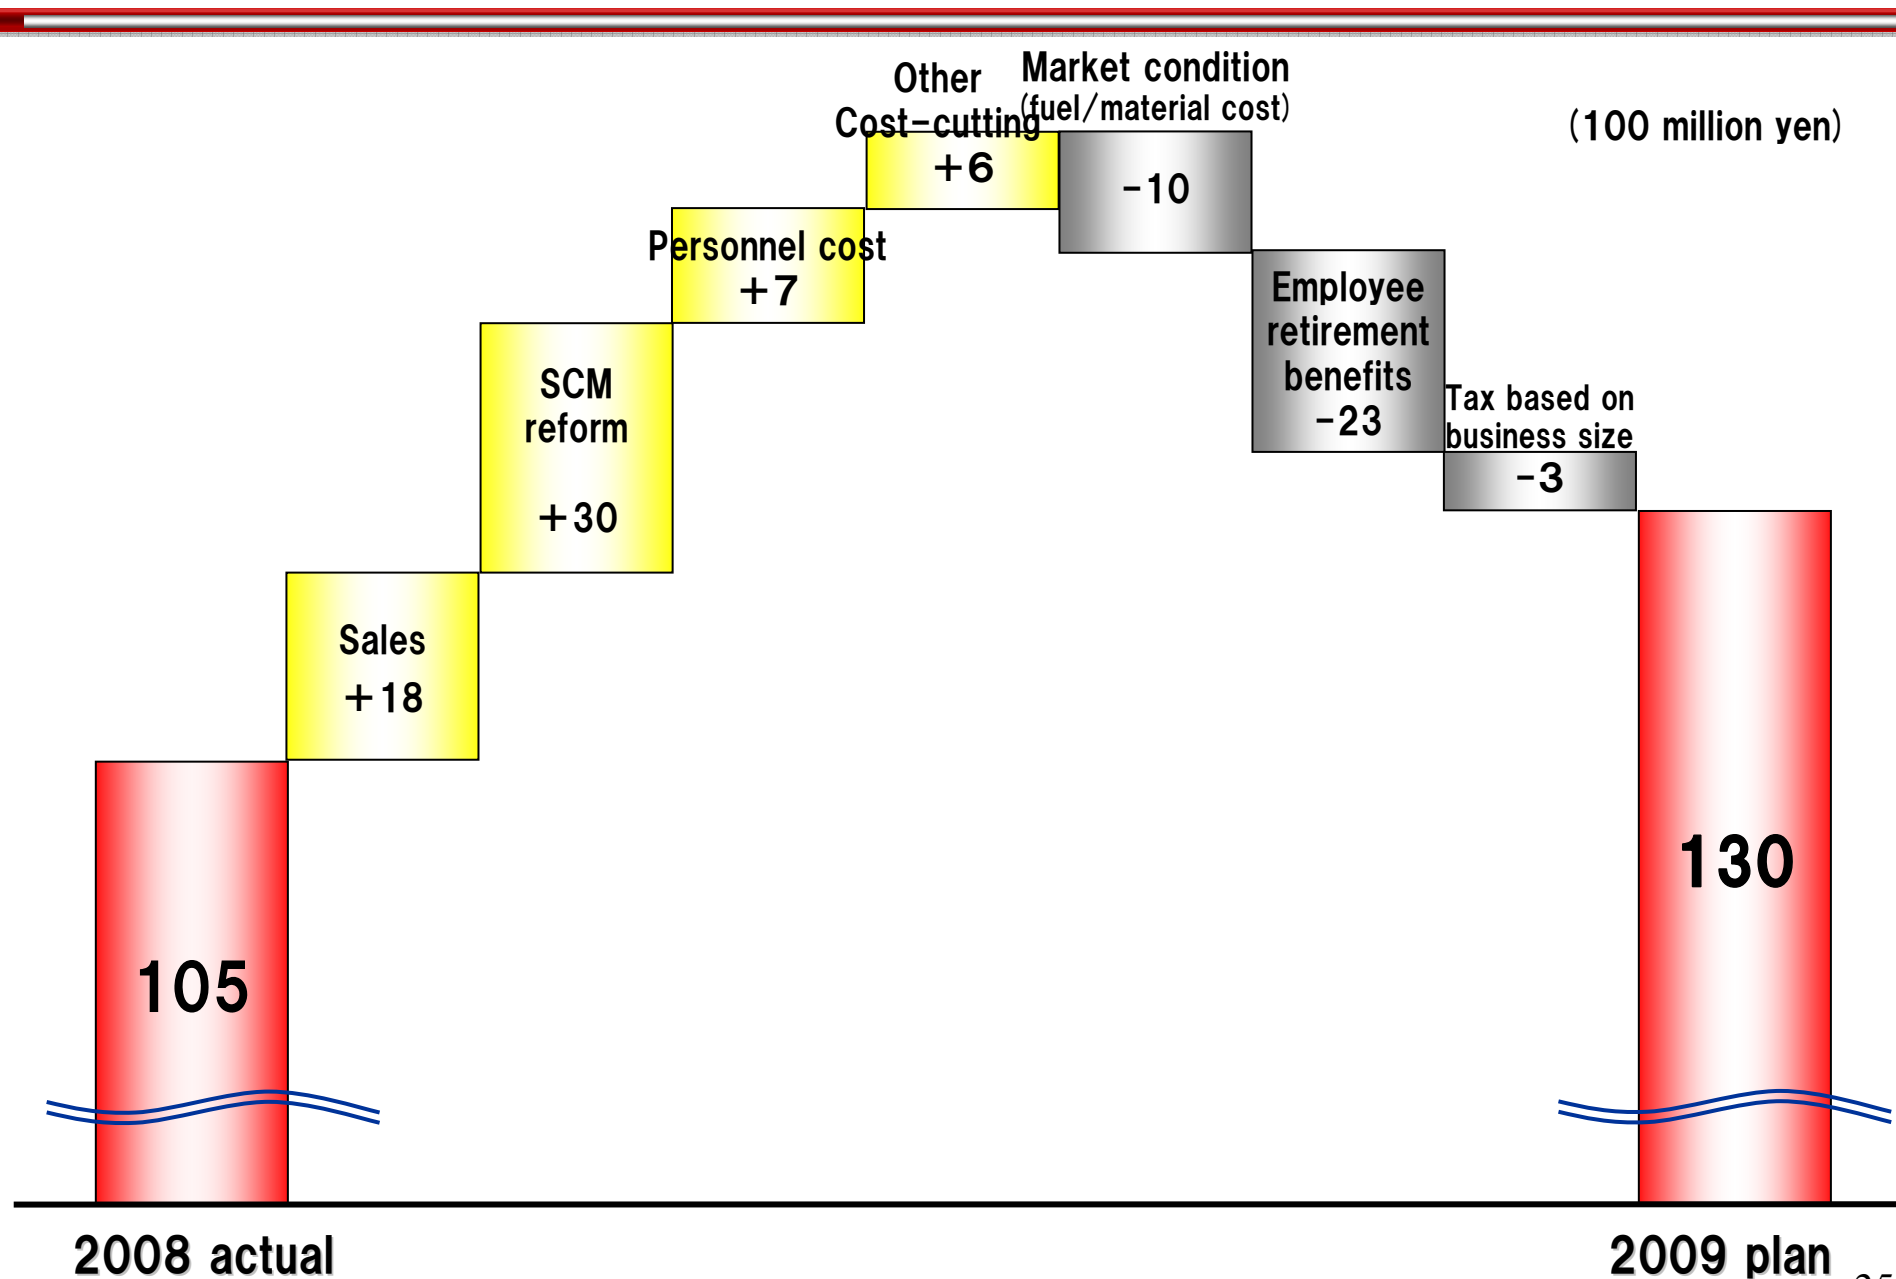 Other
Cost-cutting
+6
Market condition
(fuel/material cost)
-10
(100 million yen)
Personnel cost
+7
Employee
retirement
benefits
-23
SCM
reform
+30
Tax based on
business size
-3
Sales
+18
130
105
2008 actual
2009 plan